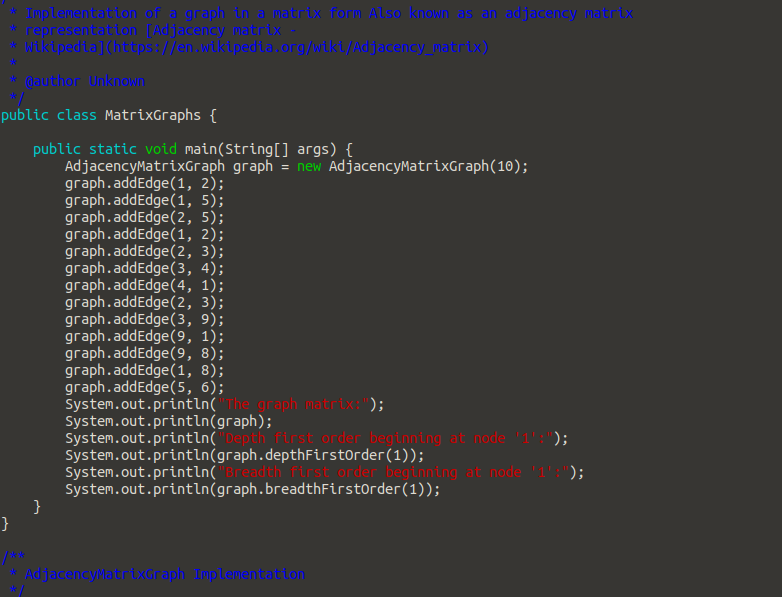 * Implementation of a graph in a matrix form Also known as an adjacency matrix
* representation [Adjacency matrix -
* Wikipedia](https://en.wikipedia.org/wiki/Adjacency_matrix)
*
* @author Unknown
*/
public class MatrixGraphs {
public static void main(String[] args) {
AdjacencyMatrixGraph graph = new AdjacencyMatrixGraph(10);
graph.addEdge(1, 2);
graph.addEdge(1, 5);
graph.addEdge(2, 5);
graph.addEdge(1, 2);
graph.addEdge(2, 3);
graph.addEdge(3, 4);
graph.addEdge(4, 1);
graph.addEdge(2, 3);
graph.addEdge(3, 9);
graph.addEdge(9, 1);
graph.addEdge(9, 8);
graph.addEdge(1, 8);
graph.addEdge(5, 6);
System.out.println("The graph matrix:");
System.out.println(graph);
System.out.println("Depth first order beginning at node '1':");
System.out.println(graph.depthFirstOrder(1));
System.out.println("Breadth first order beginning at node '1':");
System.out.println(graph.breadthFirstOrder(1));
}
}
/**
* AdjacencyMatrixGraph Implementation
*/